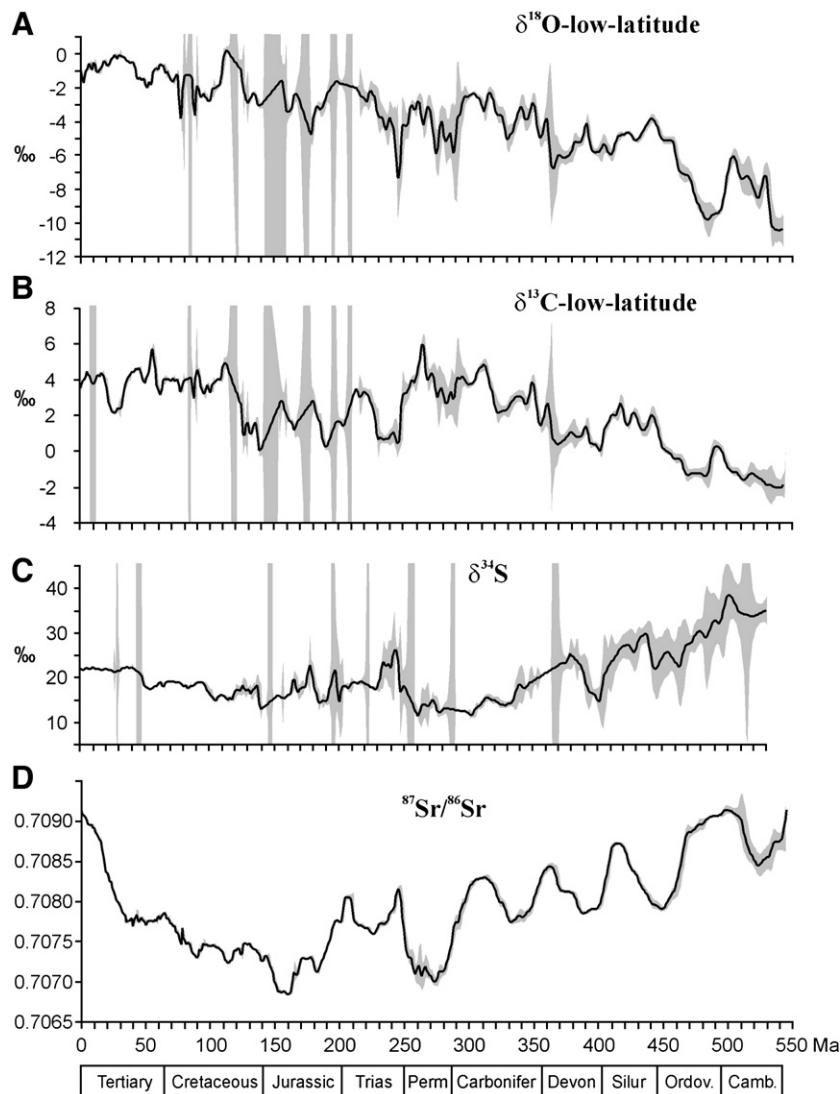 A
δ18O-low-latitude
0
-2
-4
‰
-6
-8
-10
-12
B
δ13C-low-latitude
8
6
4
‰
2
0
-2
-4
C
δ34S
40
30
‰
20
10
D
87Sr/86Sr
0.7090
0.7085
0.7080
0.7075
0.7070
0.7065
0 50 100 150 200 250 300 350 400 450 500 550 Ma
Tertiary Cretaceous Jurassic Trias Perm Carbonifer Devon Silur Ordov. Camb.